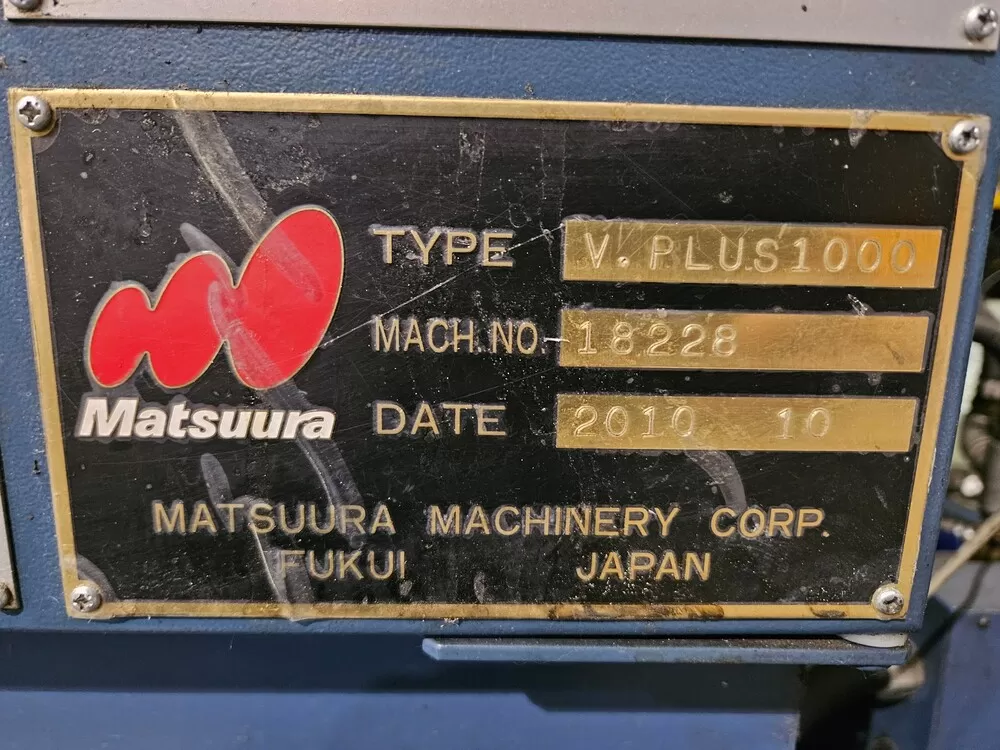 TYPE V.PLUS1000
MACH.NO. 18228
Matsuura
DATE 2010 10
MATSUURA MACHINERY CORP.
FUKUI JAPAN